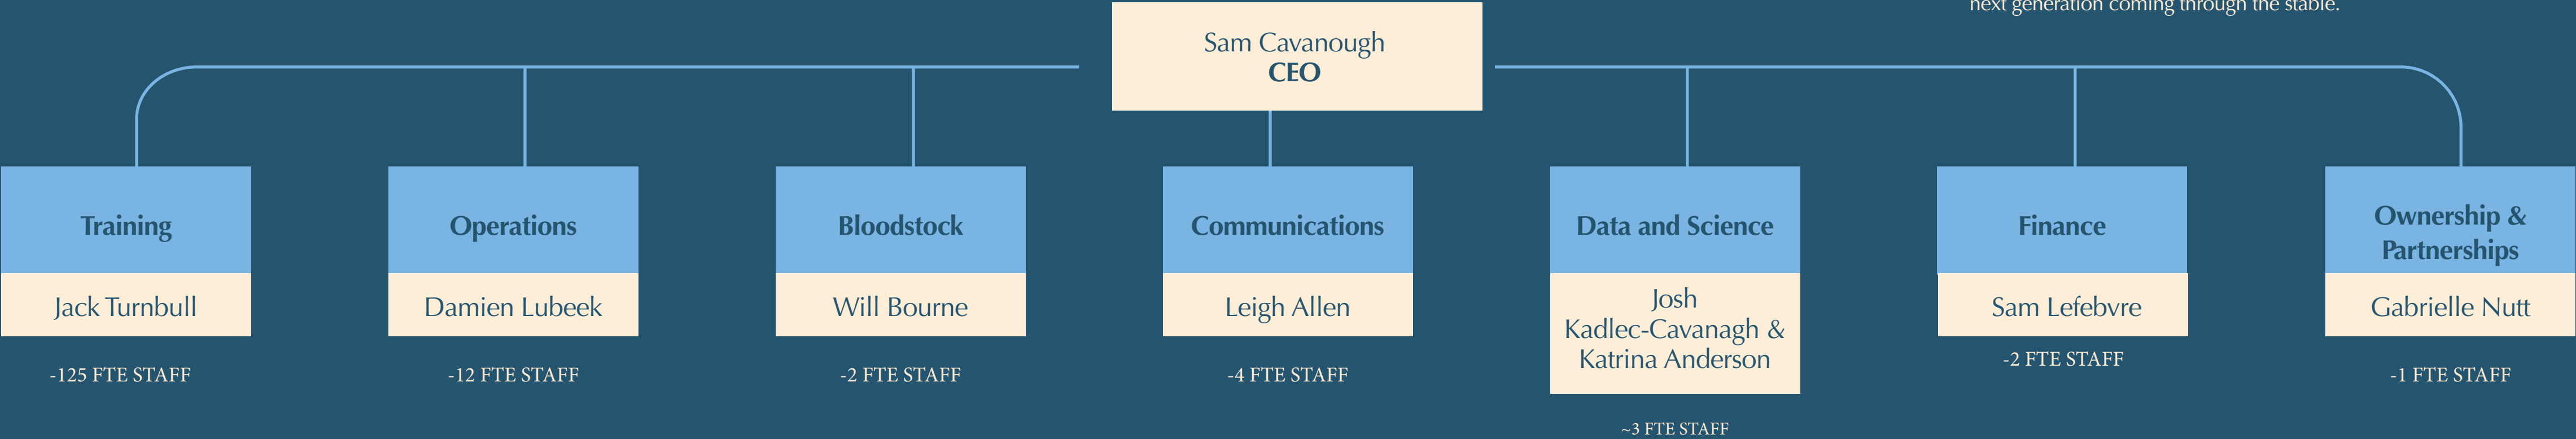 next generation coming through the stable.
Sam Cavanough
CEO
Training
Jack Turnbull
-125 FTE STAFF
Operations
Damien Lubeek
-12 FTE STAFF
Bloodstock
Will Bourne
-2 FTE STAFF
Communications
Leigh Allen
-4 FTE STAFF
Data and Science
Josh
Kadlec-Cavanagh &
Katrina Anderson
~3 FTE STAFF
Finance
Sam Lefebvre
-2 FTE STAFF
Ownership &
Partnerships
Gabrielle Nutt
-1 FTE STAFF